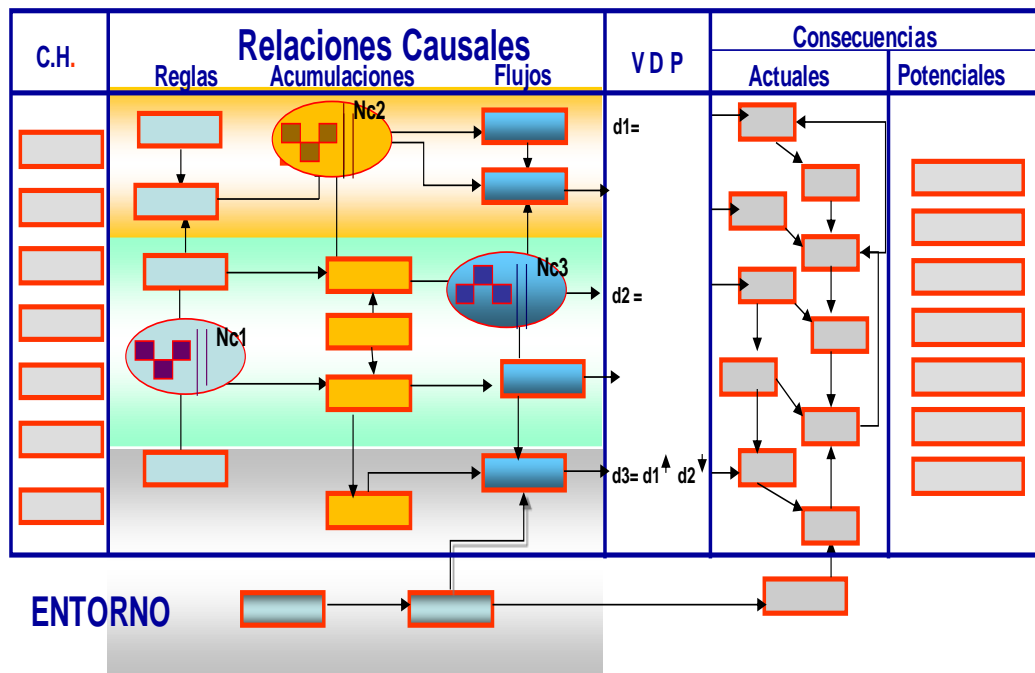 C.H.
Relaciones Causales
Reglas
Acumulaciones
Flujos
V D P
Consecuencias
Actuales
Potenciales
Nc2
d1=
Nc3
d2 =
Nc1
d3= d1 d2
ENTORNO